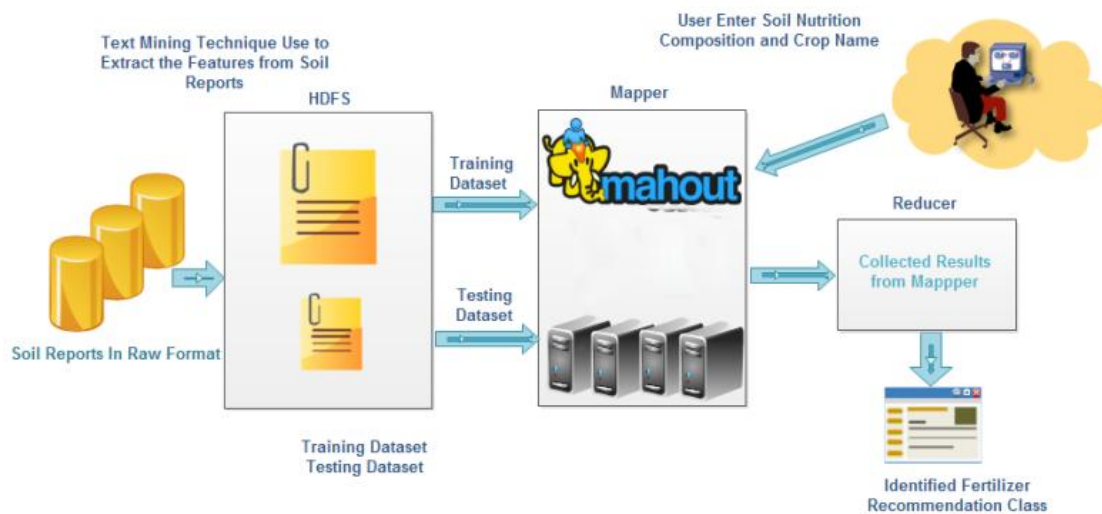 User Enter Soil Nutrition
Composition and Crop Name
Text Mining Technique Use to
Extract the Features from Soil
Reports
HDFS
Mapper
Training
Dataset
mahout
Reducer
Collected Results
from Mappper
Testing
Dataset
Soil Reports In Raw Format
Training Dataset
Testing Dataset
Identified Fertilizer
Recommendation Class